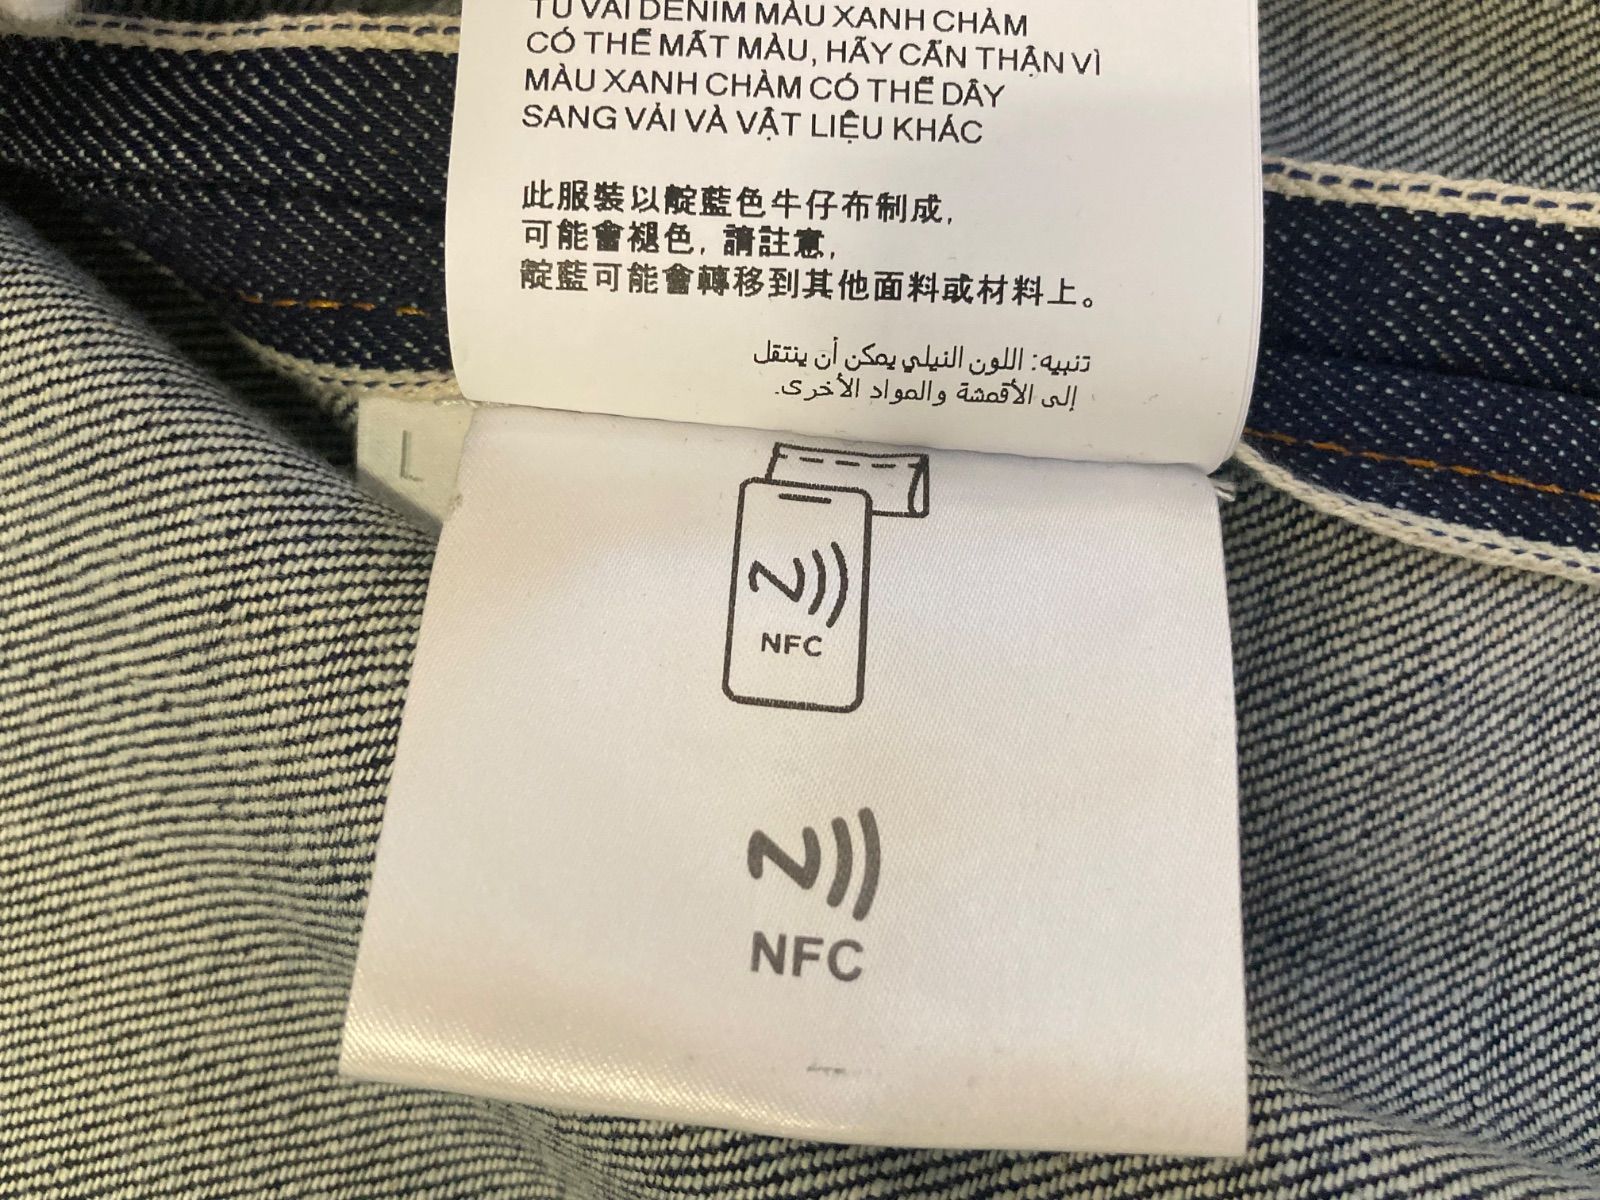 TỪ VẢI DENIM MÀU XANH CHÀM
CÓ THỂ MẤT MÀU, HÃY CẨN THẬN VÌ
MÀU XANH CHÀM CÓ THỂ DÂY
SANG VẢI VÀ VẬT LIỆU KHÁC
此服裝以靛藍色牛仔布制成,
可能會褪色, 請註意,
靛藍可能會轉移到其他面料或材料上。
تنبيه: اللون النيلي يمكن أن ينتقل
إلى الأقمشة والمواد الأخرى.
L
NFC
NFC